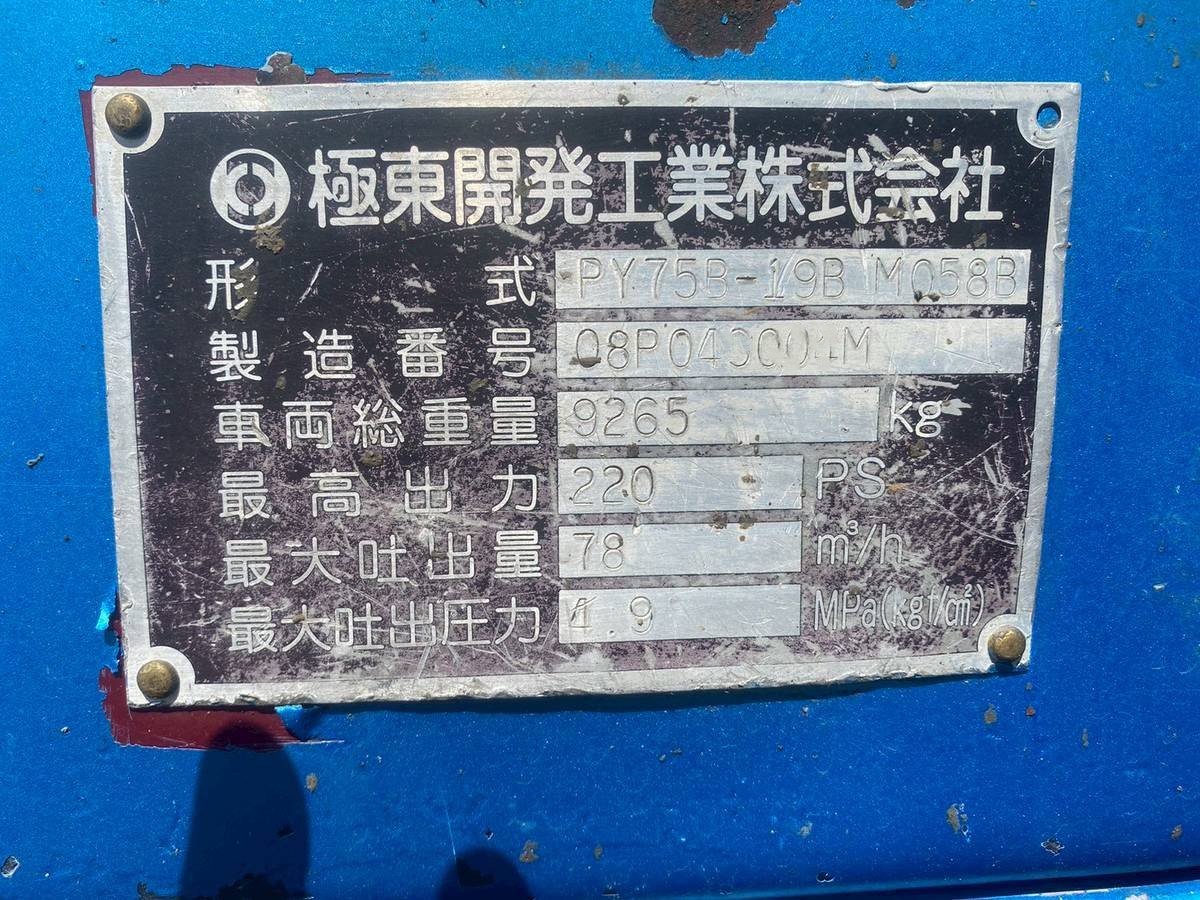 極東開発工業株式会社
形式 PY75B-19B M058B
製造番号
車両総重量 9265 kg
最高出力 220 PS
最大吐出量 78 m³/h
最大吐出圧力 4.9 MPa(kgf/cm²)